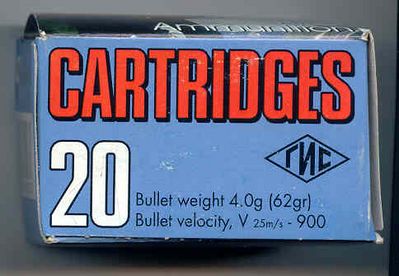 Ammunition
CARTRIDGES
20
ГИС
Bullet weight 4.0g (62gr)
Bullet velocity, V 25m/s - 900